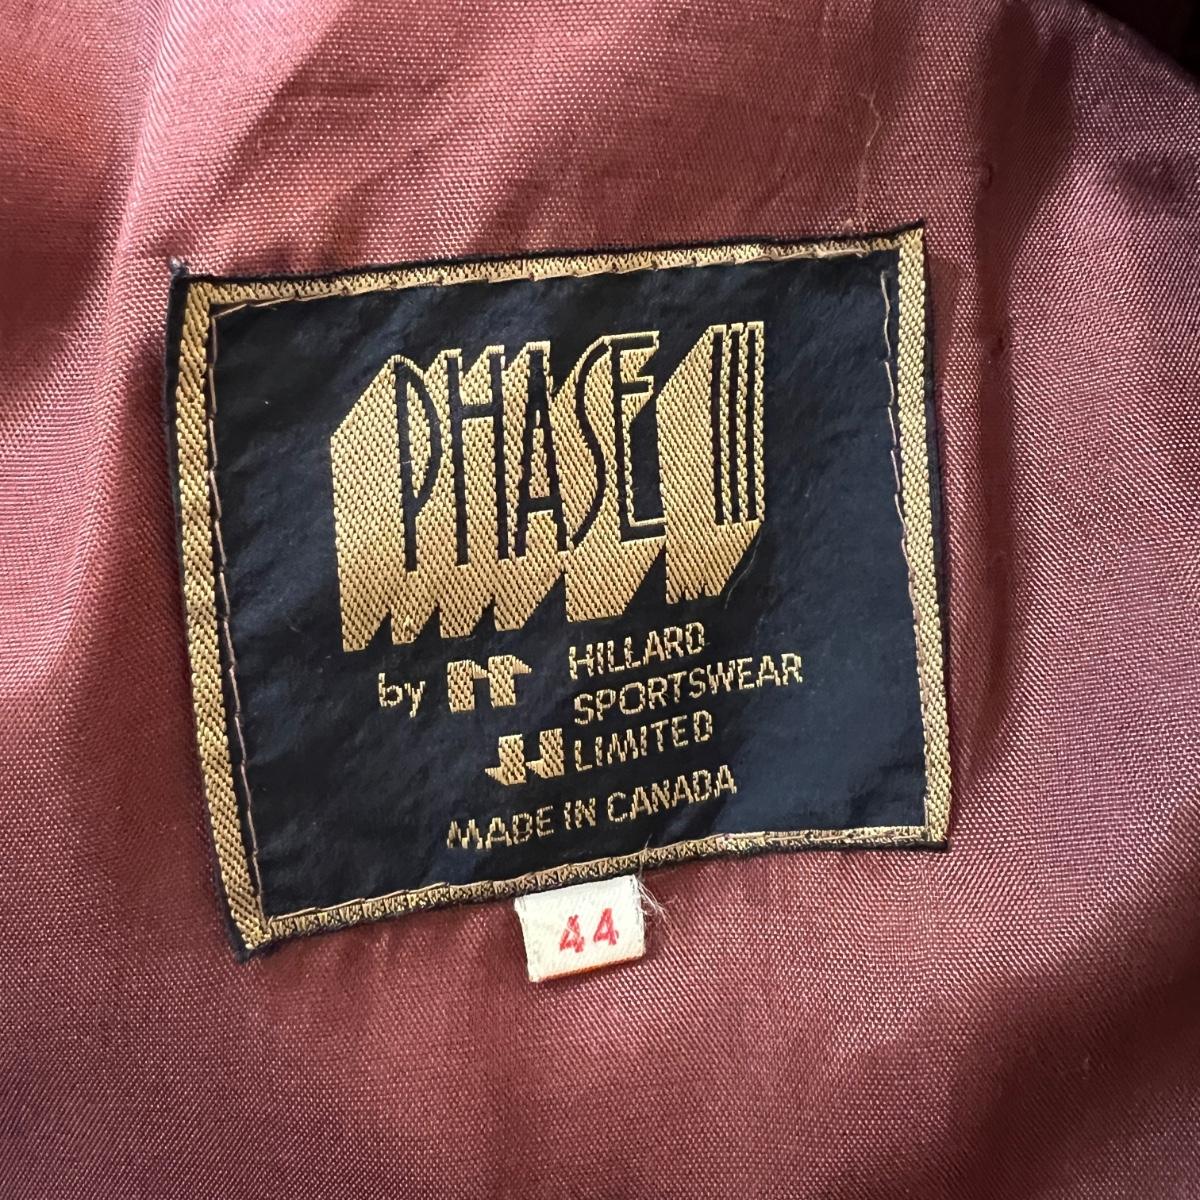 PHASE III
by HILLARD
SPORTSWEAR
LIMITED
MADE IN CANADA
44